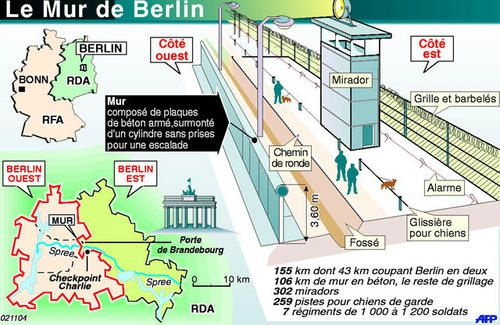 Le Mur de Berlin
BERLIN
BONN
RDA
RFA
Côté
ouest
Côté
est
Mirador
Grille et barbelés
Mur
composé de plaques
de béton armé,surmonté
d'un cylindre sans prises
pour une escalade
Chemin
de ronde
Alarme
Glissière
pour chiens
3,60 m
Fossé
BERLIN
OUEST
BERLIN
EST
MUR
Spree
Porte
de Brandebourg
Checkpoint
Charlie
Spree
0 10 km
RDA
155 km dont 43 km coupant Berlin en deux
106 km de mur en béton, le reste de grillage
302 miradors
259 pistes pour chiens de garde
7 régiments de 1 000 à 1 200 soldats
021104
AFP